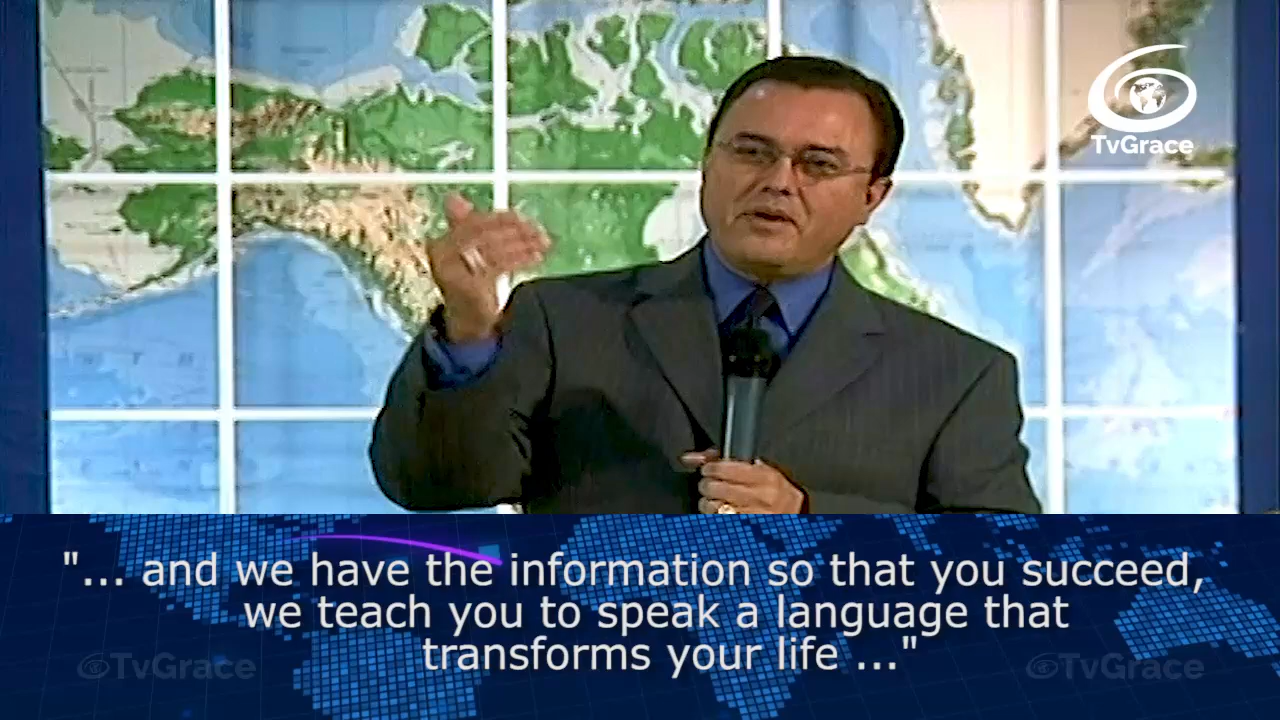 TvGrace
"... and we have the information so that you succeed,
we teach you to speak a language that
transforms your life ..."
TvGrace
TvGrace